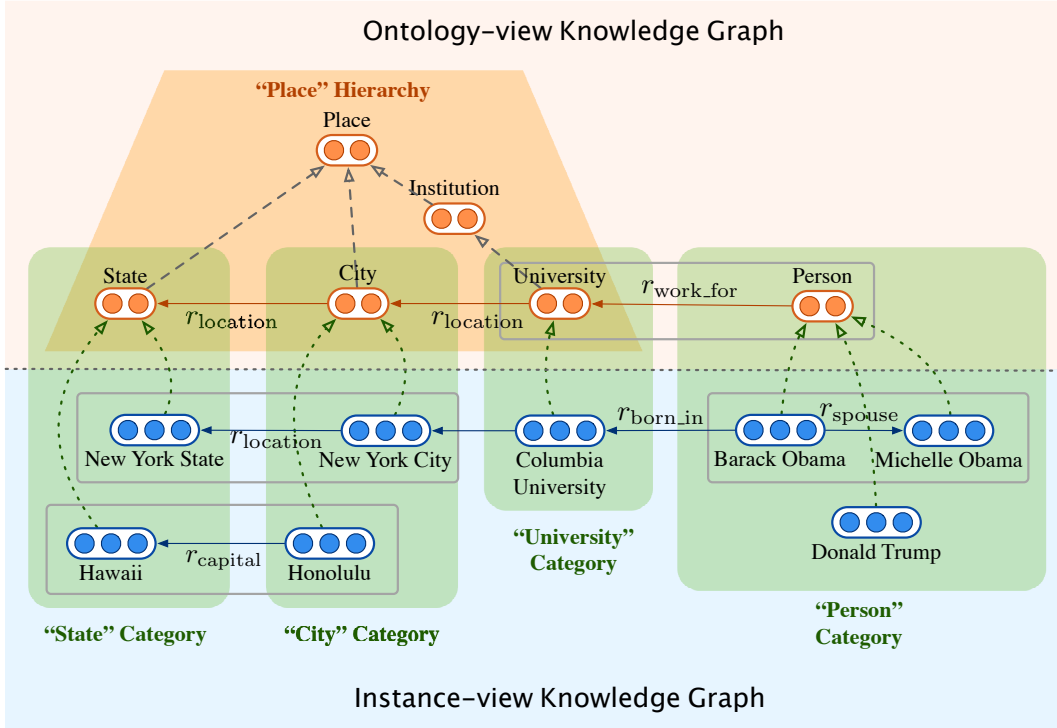 Ontology-view Knowledge Graph
“Place” Hierarchy
Place
Institution
State
City
University
Person
r_work_for
r_location
r_location
r_born_in
r_spouse
r_location
New York State
New York City
Columbia
University
Barack Obama
Michelle Obama
“University”
Category
r_capital
Hawaii
Honolulu
Donald Trump
“State” Category
“City” Category
“Person”
Category
Instance-view Knowledge Graph